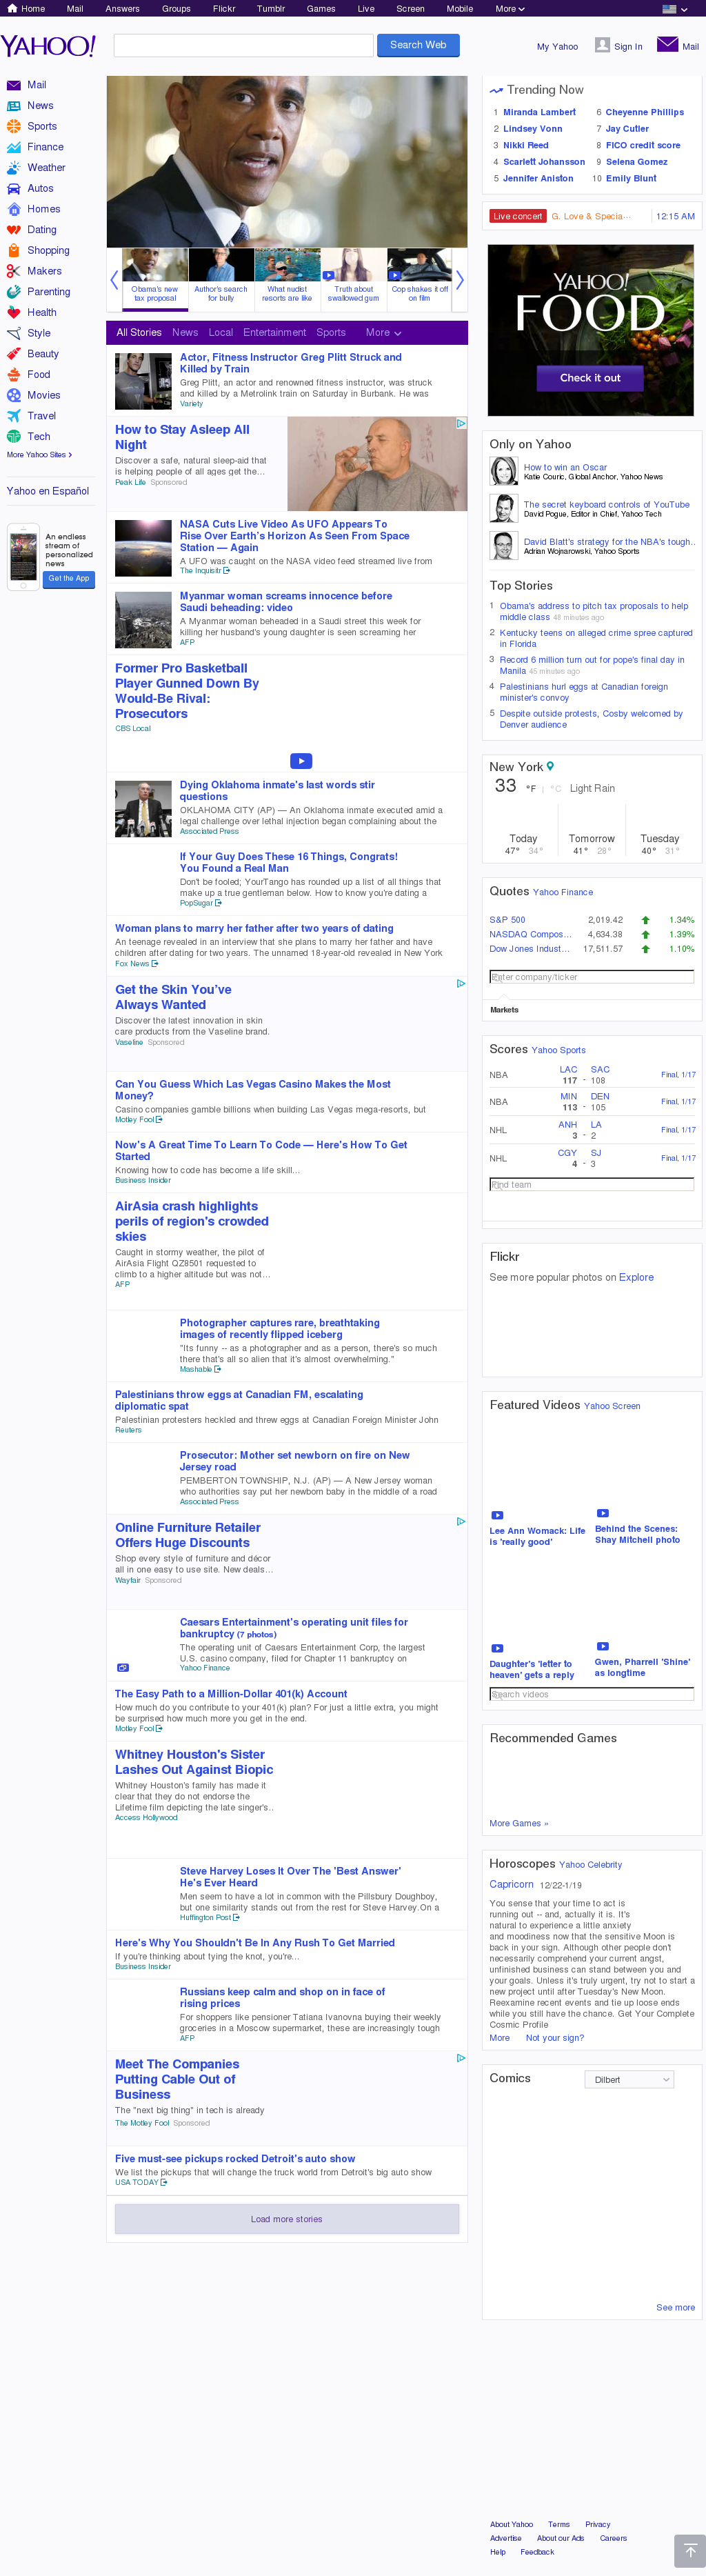 Home Mail Answers Groups Flickr Tumblr Games Live Screen Mobile More
YAHOO!
Search Web
My Yahoo Sign In Mail
Mail
News
Sports
Finance
Weather
Autos
Homes
Dating
Shopping
Makers
Parenting
Health
Style
Beauty
Food
Movies
Travel
Tech
More Yahoo Sites >
Yahoo en Español
An endless
stream of
personalized
news
Get the App
Obama's new
tax proposal
Author's search
for bully
What nudist
resorts are like
Truth about
swallowed gum
Cop shakes it off
on film
All Stories News Local Entertainment Sports More
Actor, Fitness Instructor Greg Plitt Struck and
Killed by Train
Greg Plitt, an actor and renowned fitness instructor, was struck
and killed by a Metrolink train on Saturday in Burbank. He was
Variety
How to Stay Asleep All
Night
Discover a safe, natural sleep-aid that
is helping people of all ages get the...
Peak Life Sponsored
NASA Cuts Live Video As UFO Appears To
Rise Over Earth's Horizon As Seen From Space
Station — Again
A UFO was caught on the NASA video feed streamed live from
The Inquisitr
Myanmar woman screams innocence before
Saudi beheading: video
A Myanmar woman beheaded in a Saudi street this week for
killing her husband's young daughter is seen screaming her
AFP
Former Pro Basketball
Player Gunned Down By
Would-Be Rival:
Prosecutors
CBS Local
Dying Oklahoma inmate's last words stir
questions
OKLAHOMA CITY (AP) — An Oklahoma inmate executed amid a
legal challenge over lethal injection began complaining about the
Associated Press
If Your Guy Does These 16 Things, Congrats!
You Found a Real Man
Don't be fooled; YourTango has rounded up a list of all things that
make up a true gentleman below. How to know you're dating a
PopSugar
Woman plans to marry her father after two years of dating
An teenage revealed in an interview that she plans to marry her father and have
children after dating for two years. The unnamed 18-year-old revealed in New York
Fox News
Get the Skin You've
Always Wanted
Discover the latest innovation in skin
care products from the Vaseline brand.
Vaseline Sponsored
Can You Guess Which Las Vegas Casino Makes the Most
Money?
Casino companies gamble billions when building Las Vegas mega-resorts, but
Motley Fool
Now's A Great Time To Learn To Code — Here's How To Get
Started
Knowing how to code has become a life skill...
Business Insider
AirAsia crash highlights
perils of region's crowded
skies
Caught in stormy weather, the pilot of
AirAsia Flight QZ8501 requested to
climb to a higher altitude but was not...
AFP
Photographer captures rare, breathtaking
images of recently flipped iceberg
"Its funny -- as a photographer and as a person, there's so much
there that's all so alien that it's almost overwhelming."
Mashable
Palestinians throw eggs at Canadian FM, escalating
diplomatic spat
Palestinian protesters heckled and threw eggs at Canadian Foreign Minister John
Reuters
Prosecutor: Mother set newborn on fire on New
Jersey road
PEMBERTON TOWNSHIP, N.J. (AP) — A New Jersey woman
who authorities say put her newborn baby in the middle of a road
Associated Press
Online Furniture Retailer
Offers Huge Discounts
Shop every style of furniture and décor
all in one easy to use site. New deals...
Wayfair Sponsored
Caesars Entertainment's operating unit files for
bankruptcy (7 photos)
The operating unit of Caesars Entertainment Corp, the largest
U.S. casino company, filed for Chapter 11 bankruptcy on
Yahoo Finance
The Easy Path to a Million-Dollar 401(k) Account
How much do you contribute to your 401(k) plan? For just a little extra, you might
be surprised how much more you get in the end.
Motley Fool
Whitney Houston's Sister
Lashes Out Against Biopic
Whitney Houston's family has made it
clear that they do not endorse the
Lifetime film depicting the late singer's..
Access Hollywood
Steve Harvey Loses It Over The 'Best Answer'
He's Ever Heard
Men seem to have a lot in common with the Pillsbury Doughboy,
but one similarity stands out from the rest for Steve Harvey.On a
Huffington Post
Here's Why You Shouldn't Be In Any Rush To Get Married
If you're thinking about tying the knot, you're...
Business Insider
Russians keep calm and shop on in face of
rising prices
For shoppers like pensioner Tatiana Ivanovna buying their weekly
groceries in a Moscow supermarket, these are increasingly tough
AFP
Meet The Companies
Putting Cable Out of
Business
The "next big thing" in tech is already
The Motley Fool Sponsored
Five must-see pickups rocked Detroit's auto show
We list the pickups that will change the truck world from Detroit's big auto show
USA TODAY
Load more stories
Trending Now
1 Miranda Lambert
2 Lindsey Vonn
3 Nikki Reed
4 Scarlett Johansson
5 Jennifer Aniston
6 Cheyenne Phillips
7 Jay Cutler
8 FICO credit score
9 Selena Gomez
10 Emily Blunt
Live concert G. Love & Specia... 12:15 AM
YAHOO!
FOOD
Check it out
Only on Yahoo
How to win an Oscar
Katie Couric, Global Anchor, Yahoo News
The secret keyboard controls of YouTube
David Pogue, Editor in Chief, Yahoo Tech
David Blatt's strategy for the NBA's tough..
Adrian Wojnarowski, Yahoo Sports
Top Stories
1 Obama's address to pitch tax proposals to help
middle class 48 minutes ago
2 Kentucky teens on alleged crime spree captured
in Florida
3 Record 6 million turn out for pope's final day in
Manila 45 minutes ago
4 Palestinians hurl eggs at Canadian foreign
minister's convoy
5 Despite outside protests, Cosby welcomed by
Denver audience
New York
33 °F | °C Light Rain
Today Tomorrow Tuesday
47° 34° 41° 28° 40° 31°
Quotes Yahoo Finance
S&P 500 2,019.42 1.34%
NASDAQ Compos... 4,634.38 1.39%
Dow Jones Indust... 17,511.57 1.10%
Enter company/ticker
Markets
Scores Yahoo Sports
NBA LAC 117 - SAC 108 Final, 1/17
NBA MIN 113 - DEN 105 Final, 1/17
NHL ANH 3 - LA 2 Final, 1/17
NHL CGY 4 - SJ 3 Final, 1/17
Find team
Flickr
See more popular photos on Explore
Featured Videos Yahoo Screen
Lee Ann Womack: Life
is 'really good'
Behind the Scenes:
Shay Mitchell photo
Daughter's 'letter to
heaven' gets a reply
Gwen, Pharrell 'Shine'
as longtime
Search videos
Recommended Games
More Games »
Horoscopes Yahoo Celebrity
Capricorn 12/22-1/19
You sense that your time to act is
running out -- and, actually it is. It's
natural to experience a little anxiety
and moodiness now that the sensitive Moon is
back in your sign. Although other people don't
necessarily comprehend your current angst,
unfinished business can stand between you and
your goals. Unless it's truly urgent, try not to start a
new project until after Tuesday's New Moon.
Reexamine recent events and tie up loose ends
while you still have the chance. Get Your Complete
Cosmic Profile
More Not your sign?
Comics Dilbert
See more
About Yahoo Terms Privacy
Advertise About our Ads Careers
Help Feedback